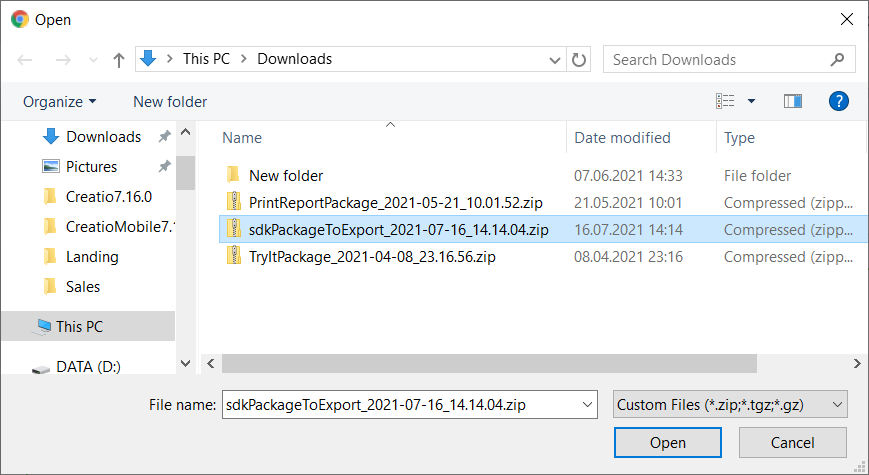 Open
This PC
Downloads
Search Downloads
Organize
New folder
?
Name
Date modified
Type
Downloads
Pictures
Creatio7.16.0
CreatioMobile7.1
Landing
Sales
This PC
DATA (D:)
New folder 07.06.2021 14:33 File folder
PrintReportPackage_2021-05-21_10.01.52.zip 21.05.2021 10:01 Compressed (zipp...
sdkPackageToExport_2021-07-16_14.14.04.zip 16.07.2021 14:14 Compressed (zipp...
TryItPackage_2021-04-08_23.16.56.zip 08.04.2021 23:16 Compressed (zipp...
File name: sdkPackageToExport_2021-07-16_14.14.04.zip
Custom Files (*.zip;*.tgz;*.gz)
Open
Cancel